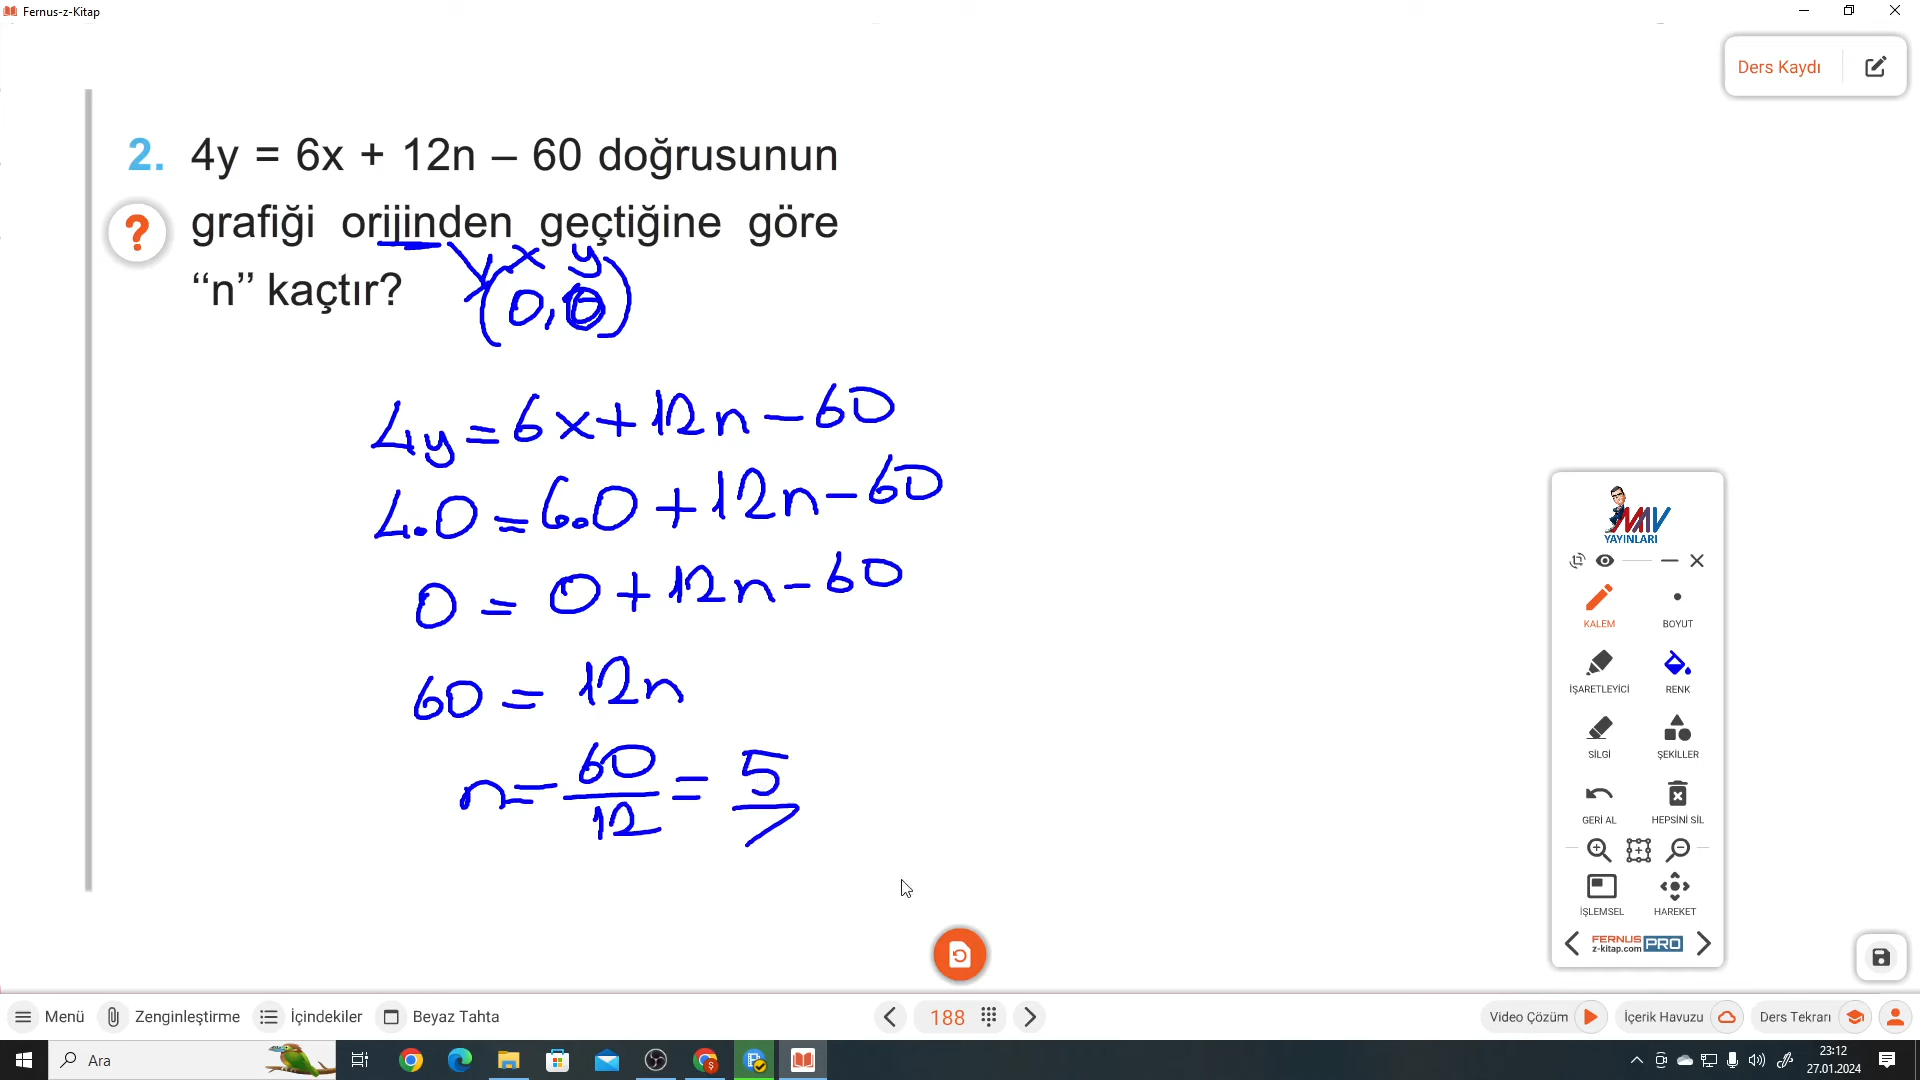 Fernus-z-Kitap
Ders Kaydı
2. 4y = 6x + 12n – 60 doğrusunun
grafiği orijinden geçtiğine göre
“n” kaçtır?
x y
(0,0)
4y=6x+12n-60
4.0=6.0+12n-60
0=0+12n-60
60=12n
n=60/12=5
MAV
YAYINLARI
KALEM BOYUT
İŞARETLEYİCİ RENK
SİLGİ ŞEKİLLER
GERİ AL HEPSİNİ SİL
İŞLEMSEL HAREKET
FERNUS
z-kitap.com PRO
Menü Zenginleştirme İçindekiler Beyaz Tahta 188 Video Çözüm İçerik Havuzu Ders Tekrarı
Ara
23:12
27.01.2024